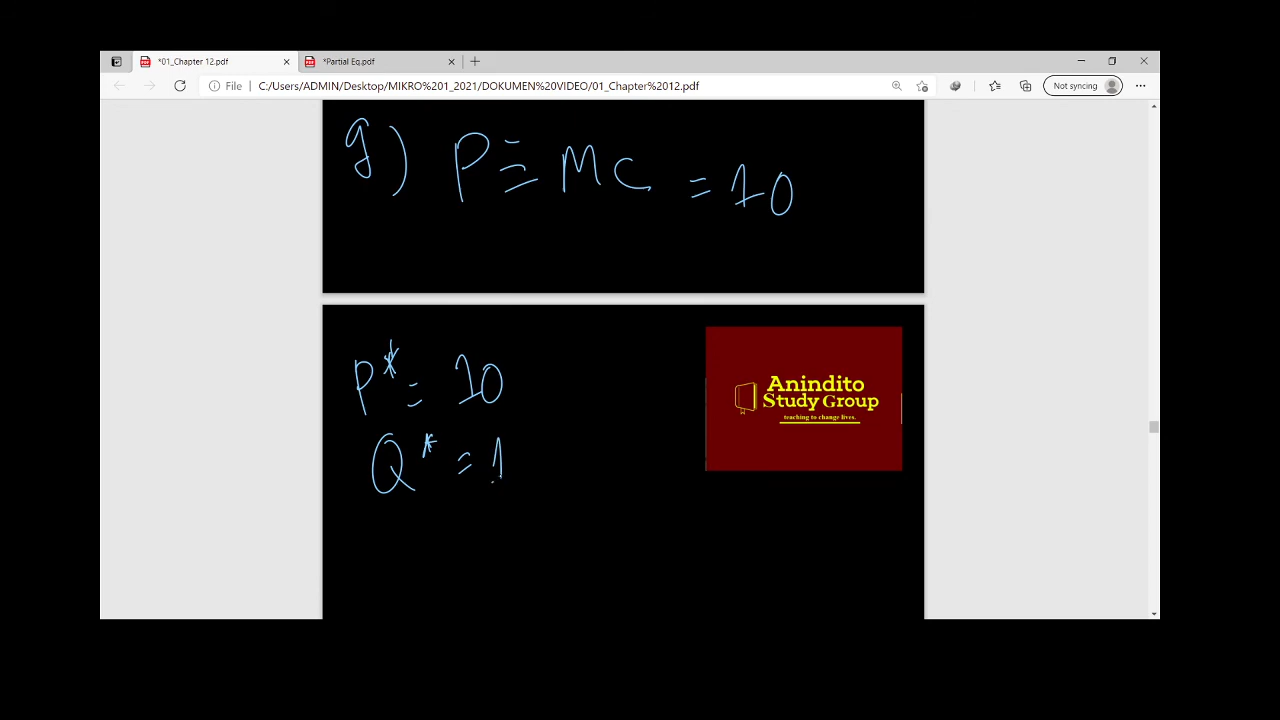 *01_Chapter 12.pdf
*Partial Eq.pdf
File
C:/Users/ADMIN/Desktop/MIKRO%201_2021/DOKUMEN%20VIDEO/01_Chapter%2012.pdf
Not syncing
g) P = MC = 10
P* = 10
Q* = 1
Anindito
Study Group
teaching to change lives.